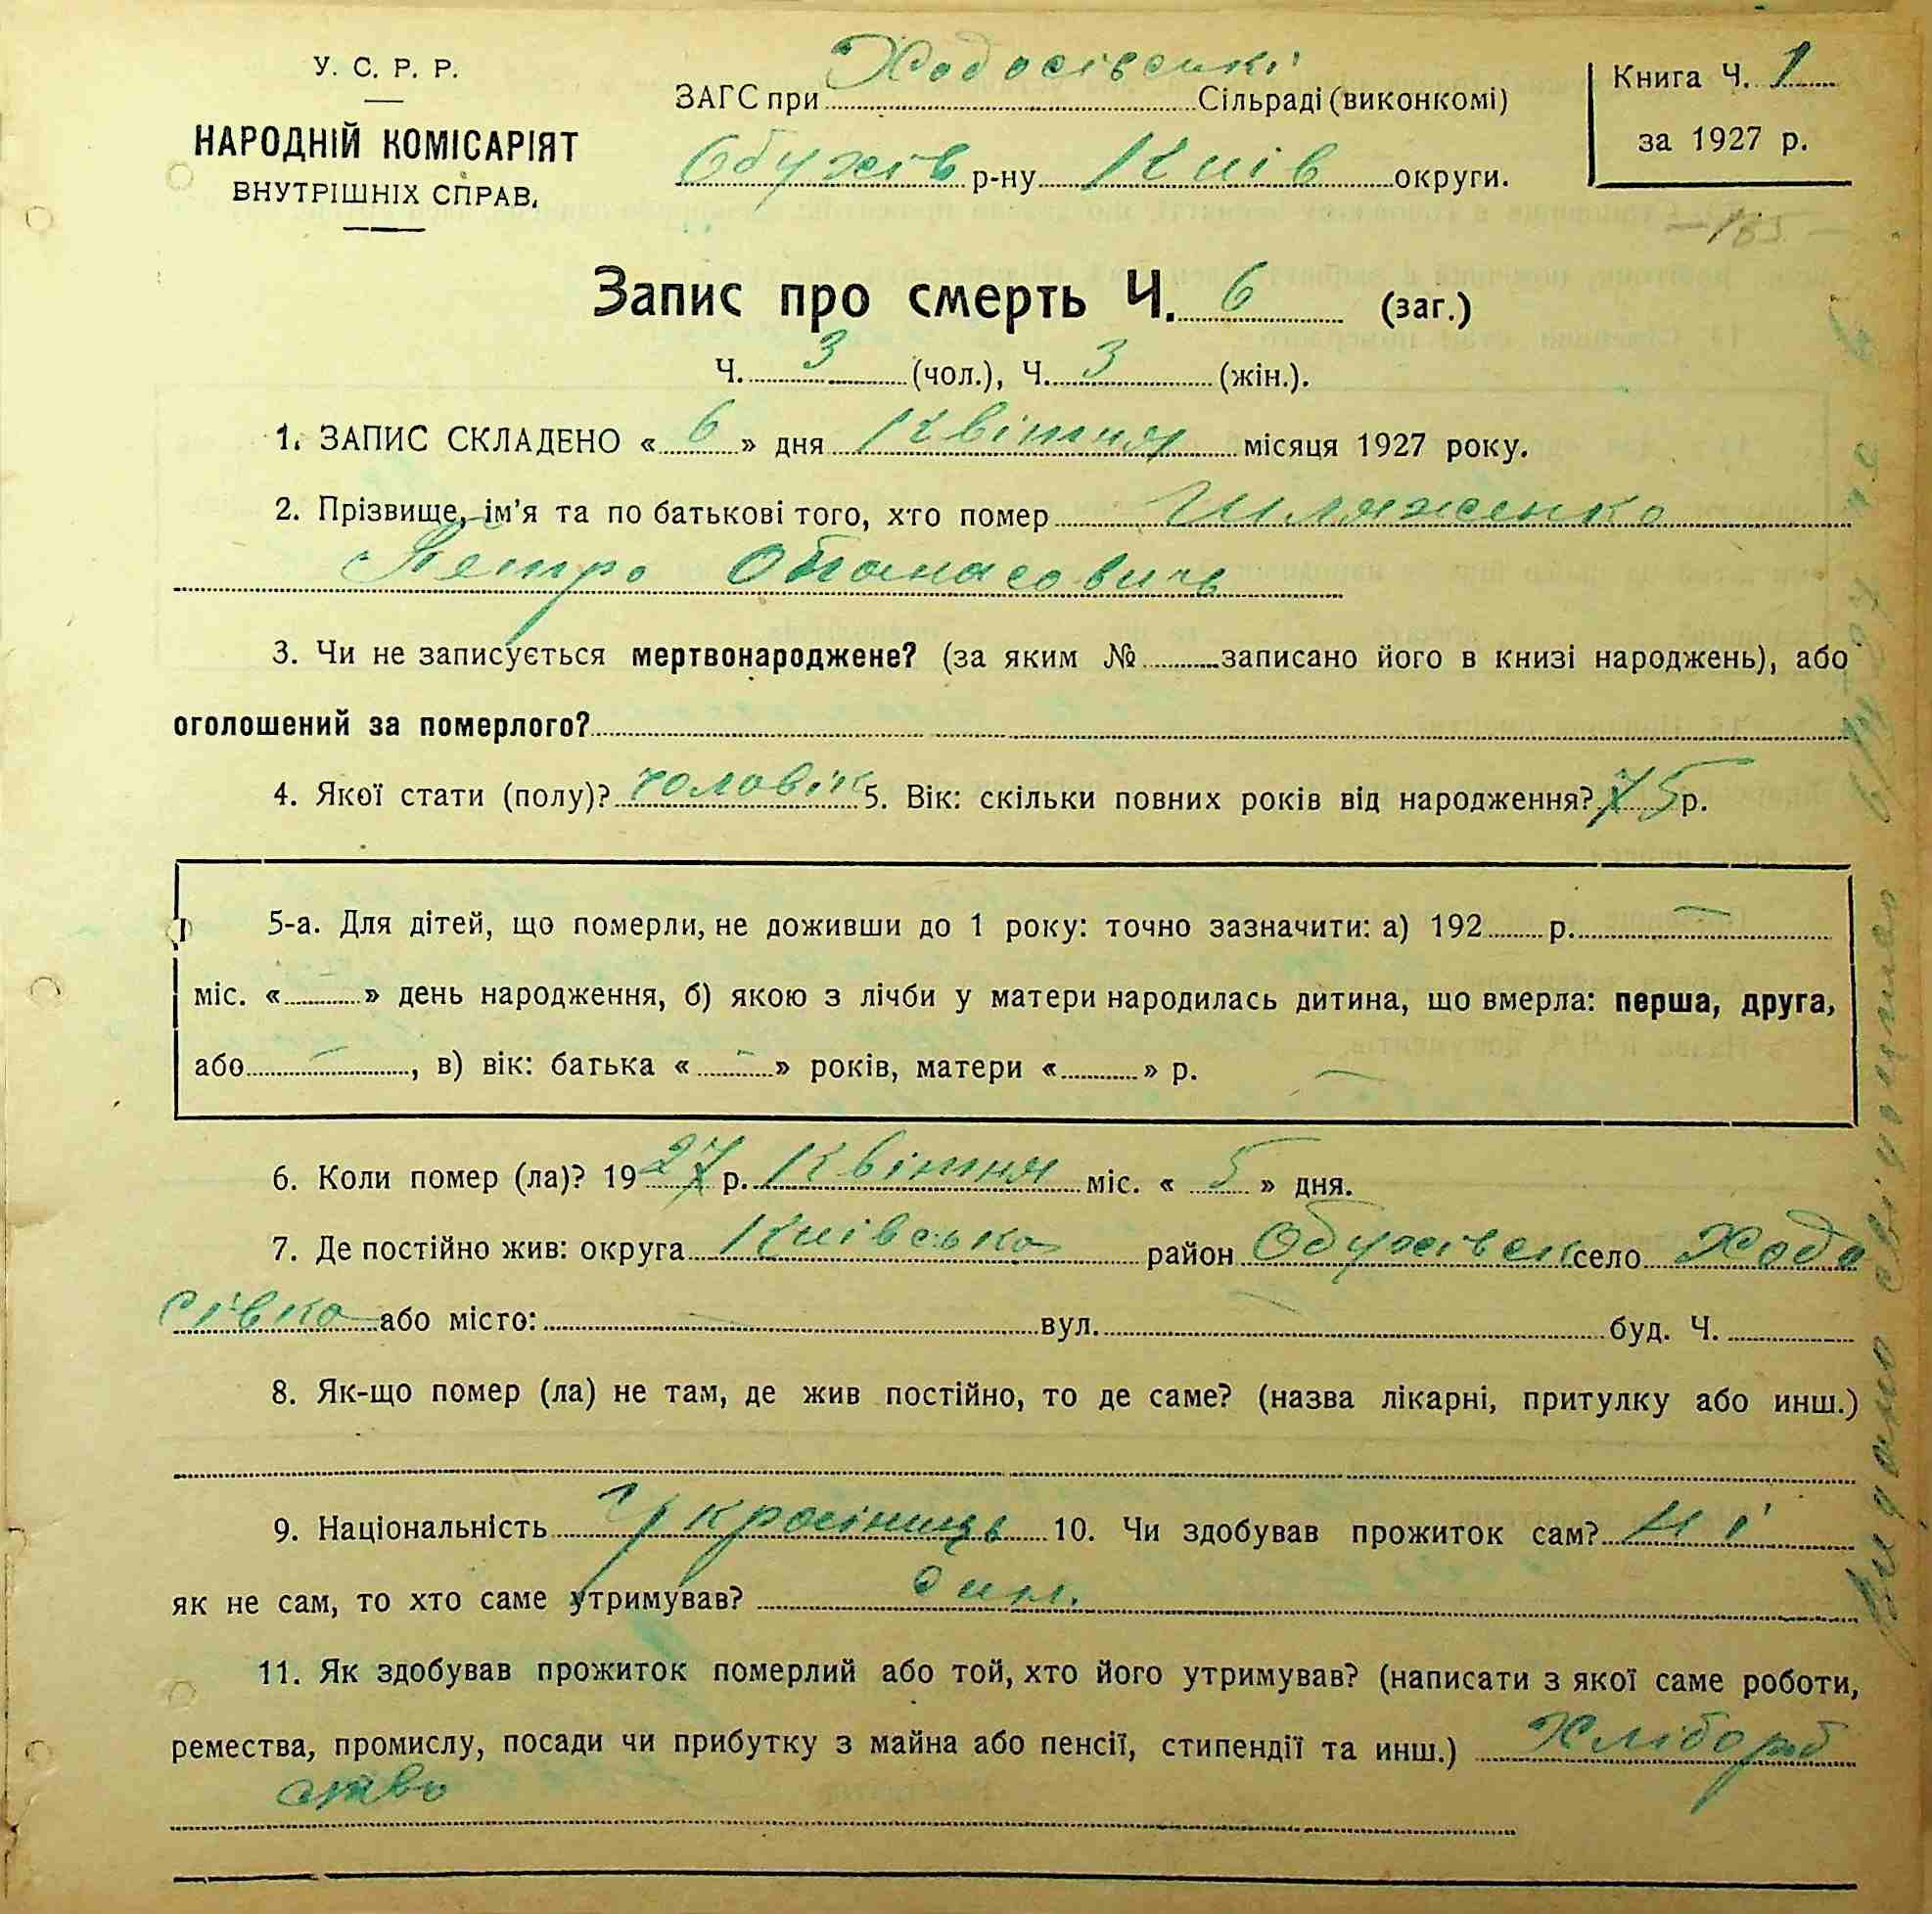 У. С. Р. Р.
НАРОДНІЙ КОМІСАРІЯТ
ВНУТРІШНІХ СПРАВ.
ЗАГС при Ходосівські Сільраді (виконкомі)
Обухів р-ну Київ округи.
Книга Ч. 1
за 1927 р.
Запис про смерть Ч. 6 (заг.)
Ч. 3 (чол.), Ч. 3 (жін.).
1. ЗАПИС СКЛАДЕНО « 6 » дня Квітня місяця 1927 року.
2. Прізвище, ім'я та по батькові того, хто помер Шляженко
Петро Опанасовичь
3. Чи не записується мертвонароджене? (за яким № записано його в книзі народжень), або
оголошений за померлого?
4. Якої стати (полу)? чоловік 5. Вік: скільки повних років від народження? 75 р.
5-а. Для дітей, що померли, не доживши до 1 року: точно зазначити: а) 192 р. —
міс. « — » день народження, б) якою з лічби у матери народилась дитина, що вмерла: перша, друга,
або —, в) вік: батька « — » років, матери « » р. —
6. Коли помер (ла)? 1927 р. Квітня міс. « 5 » дня.
7. Де постійно жив: округа Київська район Обухівськ село Ходо
сівка або місто: — вул. — буд. Ч.
8. Як-що помер (ла) не там, де жив постійно, то де саме? (назва лікарні, притулку або инш.)
9. Національність Украіниць 10. Чи здобував прожиток сам? Ні
як не сам, то хто саме утримував? син.
11. Як здобував прожиток померлий або той, хто його утримував? (написати з якої саме роботи,
ремества, промислу, посади чи прибутку з майна або пенсії, стипендії та инш.) Хлібороб
ство
Видано свідоцтво